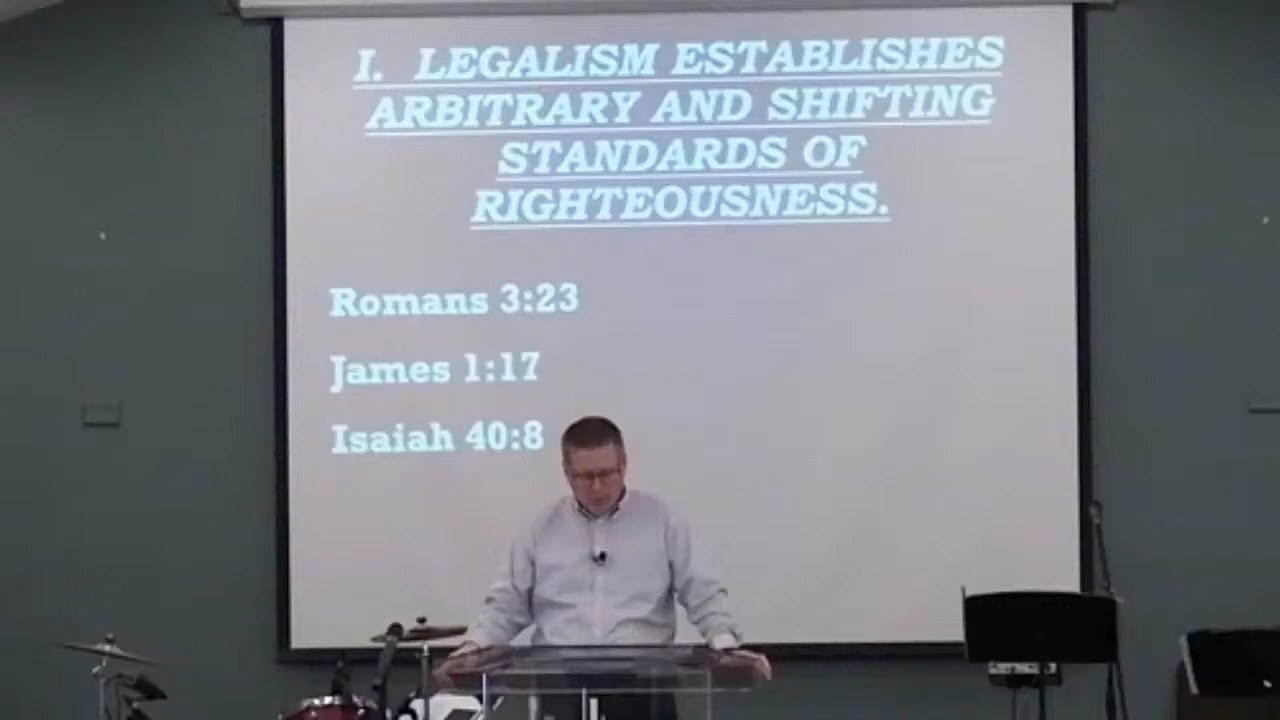 I. LEGALISM ESTABLISHES
ARBITRARY AND SHIFTING
STANDARDS OF
RIGHTEOUSNESS.
Romans 3:23
James 1:17
Isaiah 40:8